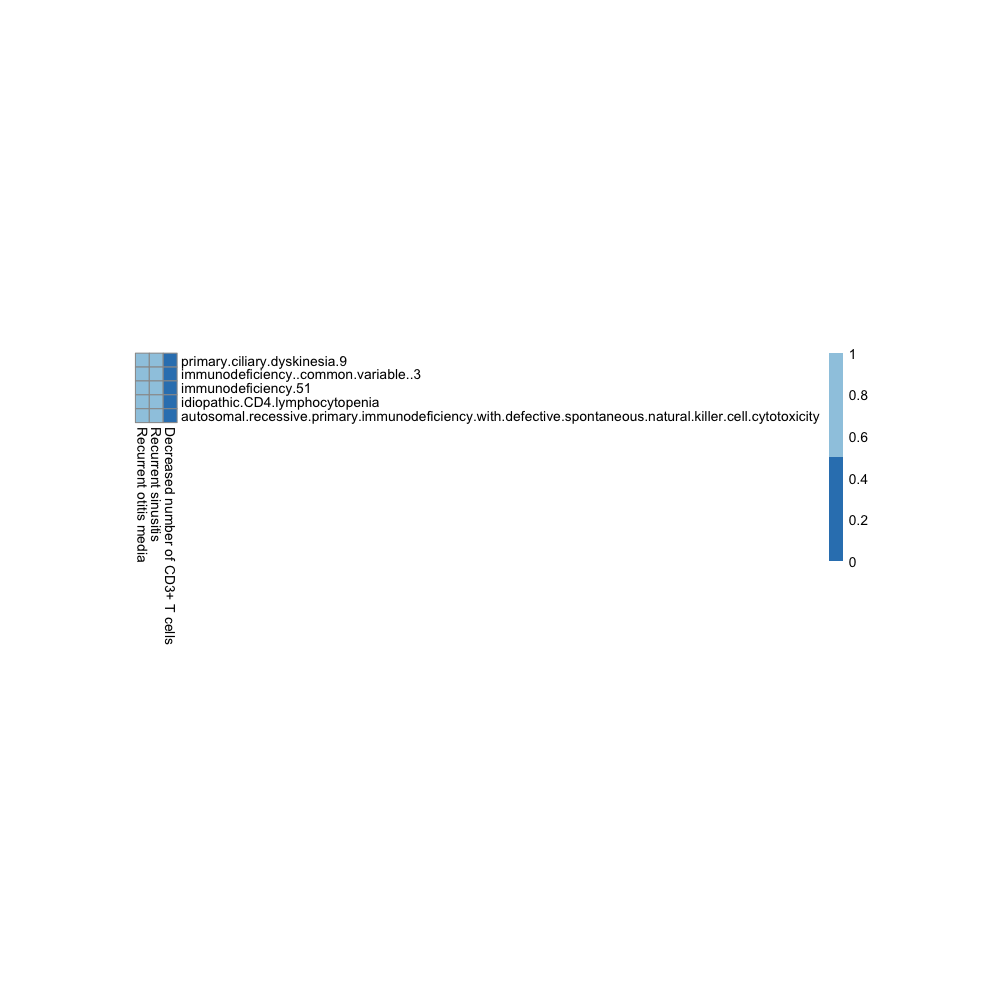 primary.ciliary.dyskinesia.9
immunodeficiency..common.variable..3
immunodeficiency.51
idiopathic.CD4.lymphocytopenia
autosomal.recessive.primary.immunodeficiency.with.defective.spontaneous.natural.killer.cell.cytotoxicity
Recurrent otitis media
Recurrent sinusitis
Decreased number of CD3+ T cells
1
0.8
0.6
0.4
0.2
0